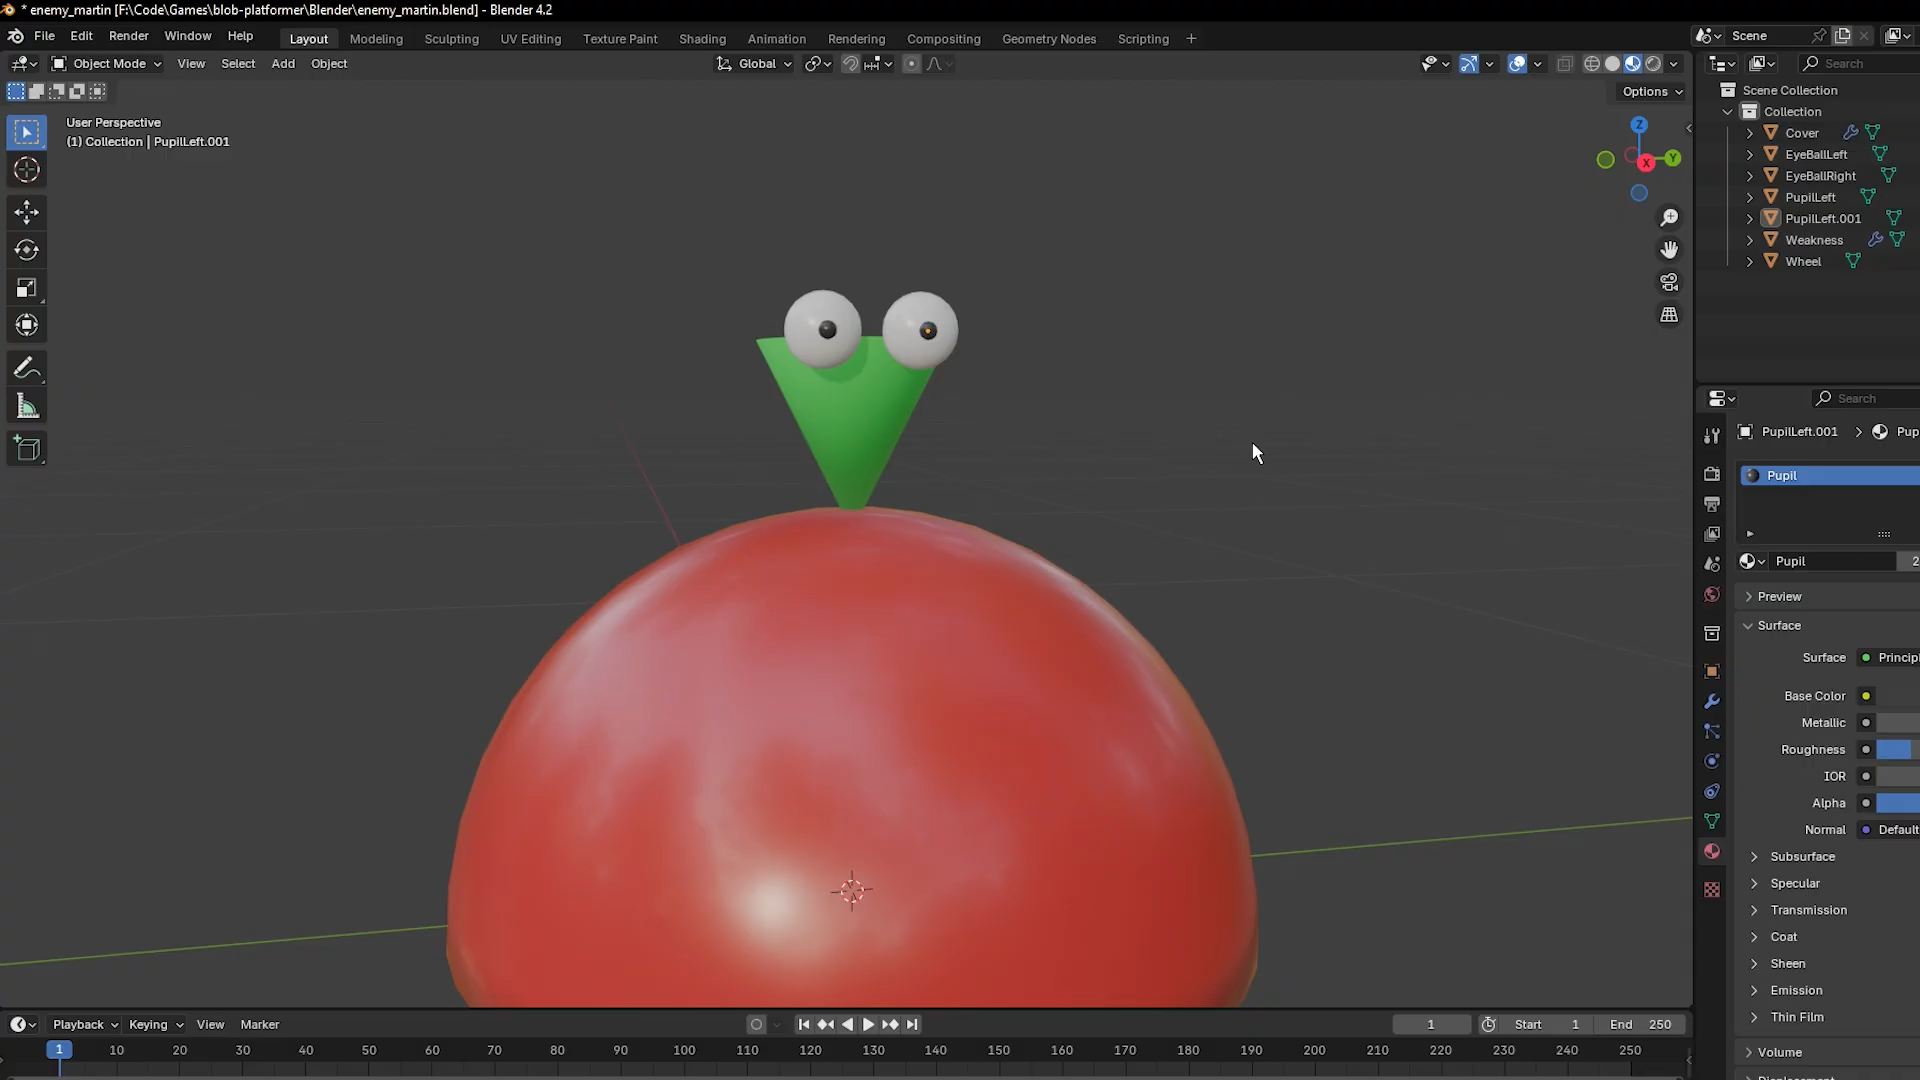 * enemy_martin [F:\Code\Games\blob-platformer\Blender\enemy_martin.blend] - Blender 4.2
File Edit Render Window Help Layout Modeling Sculpting UV Editing Texture Paint Shading Animation Rendering Compositing Geometry Nodes Scripting + Scene
Object Mode View Select Add Object Global Search
Options
User Perspective
(1) Collection | PupilLeft.001
Z
Y
X
Scene Collection
Collection
Cover
EyeBallLeft
EyeBallRight
PupilLeft
PupilLeft.001
Weakness
Wheel
Search
PupilLeft.001 > Pup
Pupil
Pupil 2
Preview
Surface
Surface Princip
Base Color
Metallic
Roughness
IOR
Alpha
Normal Default
Subsurface
Specular
Transmission
Coat
Sheen
Emission
Thin Film
Volume
Playback Keying View Marker 1 Start 1 End 250
1 10 20 30 40 50 60 70 80 90 100 110 120 130 140 150 160 170 180 190 200 210 220 230 240 250